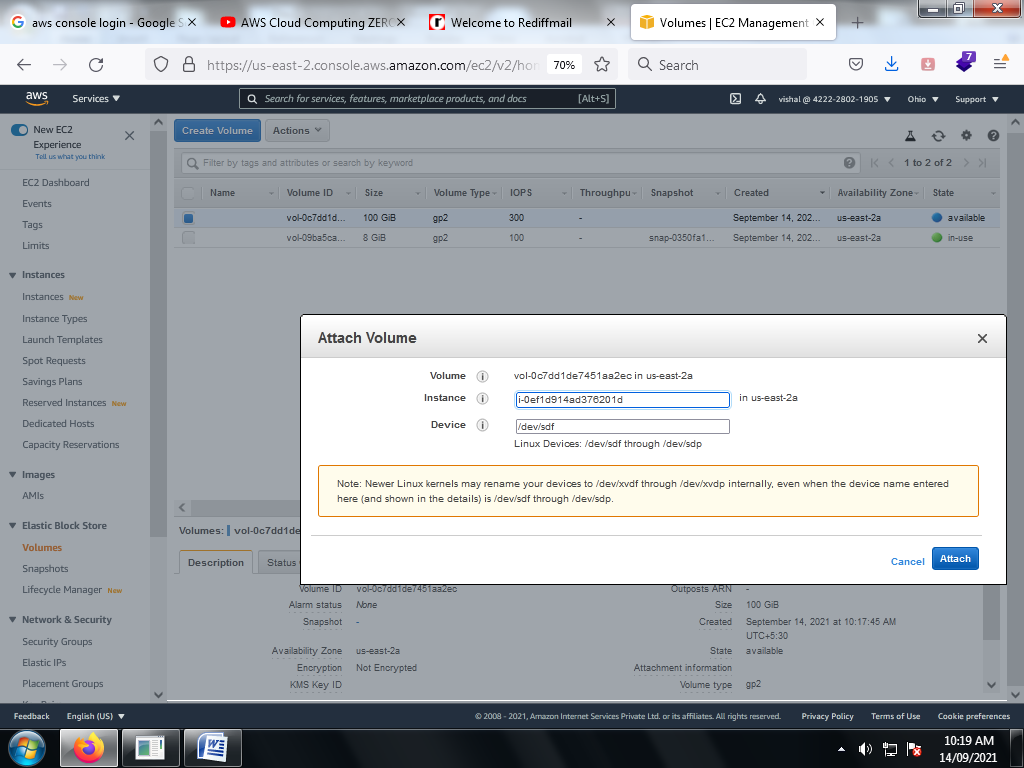 aws console login - Google S
AWS Cloud Computing ZERO
Welcome to Rediffmail
Volumes | EC2 Management
https://us-east-2.console.aws.amazon.com/ec2/v2/hom
70%
Search
7
aws
Services
Search for services, features, marketplace products, and docs
[Alt+S]
vishal @ 4222-2802-1905
Ohio
Support
New EC2
Experience
Tell us what you think
Create Volume
Actions
Filter by tags and attributes or search by keyword
1 to 2 of 2
Name Volume ID Size Volume Type IOPS Throughpu Snapshot Created Availability Zone State
vol-0c7dd1d... 100 GiB gp2 300 - September 14, 202... us-east-2a available
vol-09ba5ca... 8 GiB gp2 100 - snap-0350fa1... September 14, 202... us-east-2a in-use
EC2 Dashboard
Events
Tags
Limits
Instances
Instances New
Instance Types
Launch Templates
Spot Requests
Savings Plans
Reserved Instances New
Dedicated Hosts
Capacity Reservations
Images
AMIs
Elastic Block Store
Volumes
Snapshots
Lifecycle Manager New
Network & Security
Security Groups
Elastic IPs
Placement Groups
Attach Volume
Volume i vol-0c7dd1de7451aa2ec in us-east-2a
Instance i i-0ef1d914ad376201d in us-east-2a
Device i /dev/sdf
Linux Devices: /dev/sdf through /dev/sdp
Note: Newer Linux kernels may rename your devices to /dev/xvdf through /dev/xvdp internally, even when the device name entered
here (and shown in the details) is /dev/sdf through /dev/sdp.
Cancel
Attach
Volumes: vol-0c7dd1de
Description
Status
Volume ID vol-0c7dd1de7451aa2ec Outposts ARN -
Alarm status None Size 100 GiB
Snapshot - Created September 14, 2021 at 10:17:45 AM
UTC+5:30
Availability Zone us-east-2a State available
Encryption Not Encrypted Attachment information
KMS Key ID Volume type gp2
Feedback
English (US)
© 2008 - 2021, Amazon Internet Services Private Ltd. or its affiliates. All rights reserved.
Privacy Policy
Terms of Use
Cookie preferences
10:19 AM
14/09/2021